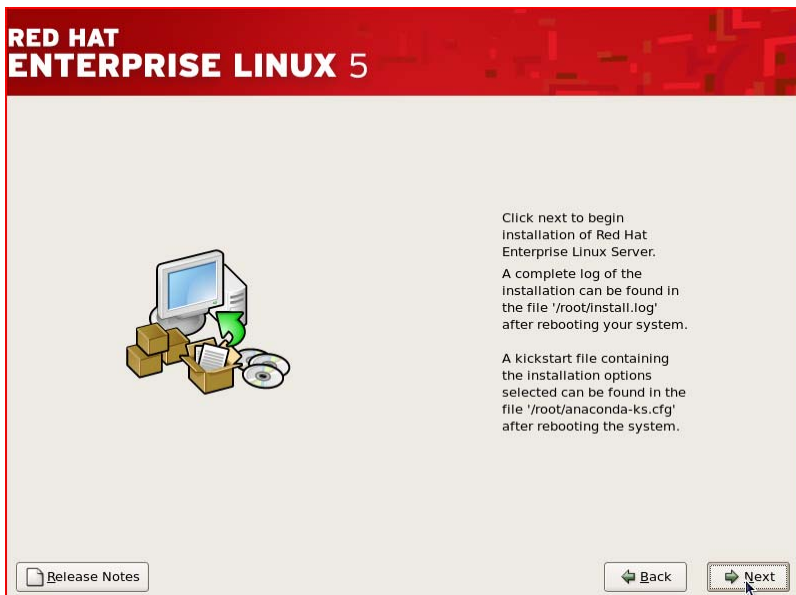 RED HAT
ENTERPRISE LINUX 5
Click next to begin
installation of Red Hat
Enterprise Linux Server.
A complete log of the
installation can be found in
the file '/root/install.log'
after rebooting your system.
A kickstart file containing
the installation options
selected can be found in the
file '/root/anaconda-ks.cfg'
after rebooting the system.
Release Notes
Back
Next